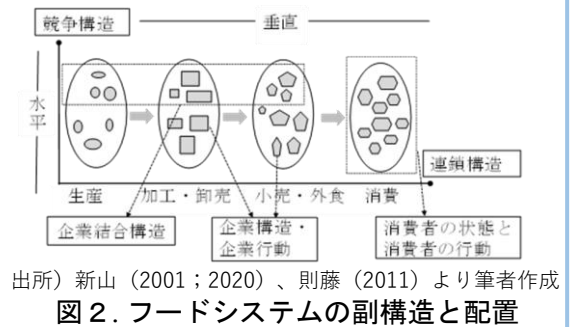 競争構造
垂直
水平
連鎖構造
生産　加工・卸売　小売・外食　消費
企業結合構造
企業構造・
企業行動
消費者の状態と
消費者の行動
出所）新山（2001；2020）、則藤（2011）より筆者作成
図２. フードシステムの副構造と配置